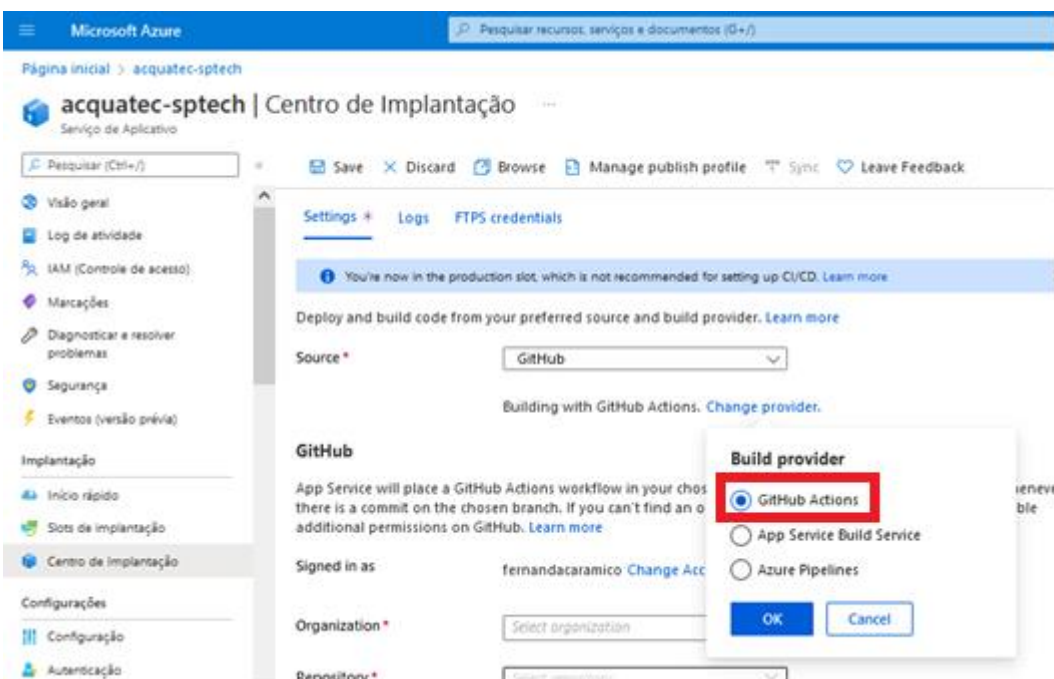 Microsoft Azure
Pesquisar recursos, serviços e documentos (G+/)
Página inicial > acquatec-sptech
acquatec-sptech | Centro de Implantação ...
Serviço de Aplicativo
Pesquisar (Ctrl+/)
Save Discard Browse Manage publish profile Sync Leave Feedback
Visão geral
Log de atividade
IAM (Controle de acesso)
Marcações
Diagnosticar e resolver
problemas
Segurança
Eventos (versão prévia)
Implantação
Início rápido
Slots de implantação
Centro de Implantação
Configurações
Configuração
Autenticação
Settings * Logs FTPS credentials
You're now in the production slot, which is not recommended for setting up CI/CD. Learn more
Deploy and build code from your preferred source and build provider. Learn more
Source * GitHub
Building with GitHub Actions. Change provider.
GitHub
App Service will place a GitHub Actions workflow in your chos
there is a commit on the chosen branch. If you can't find an o
additional permissions on GitHub. Learn more
Signed in as fernandacaramico Change Acc
Organization * Select organization
Repository * Select repository
Build provider
GitHub Actions
App Service Build Service
Azure Pipelines
OK Cancel
eneve
ble